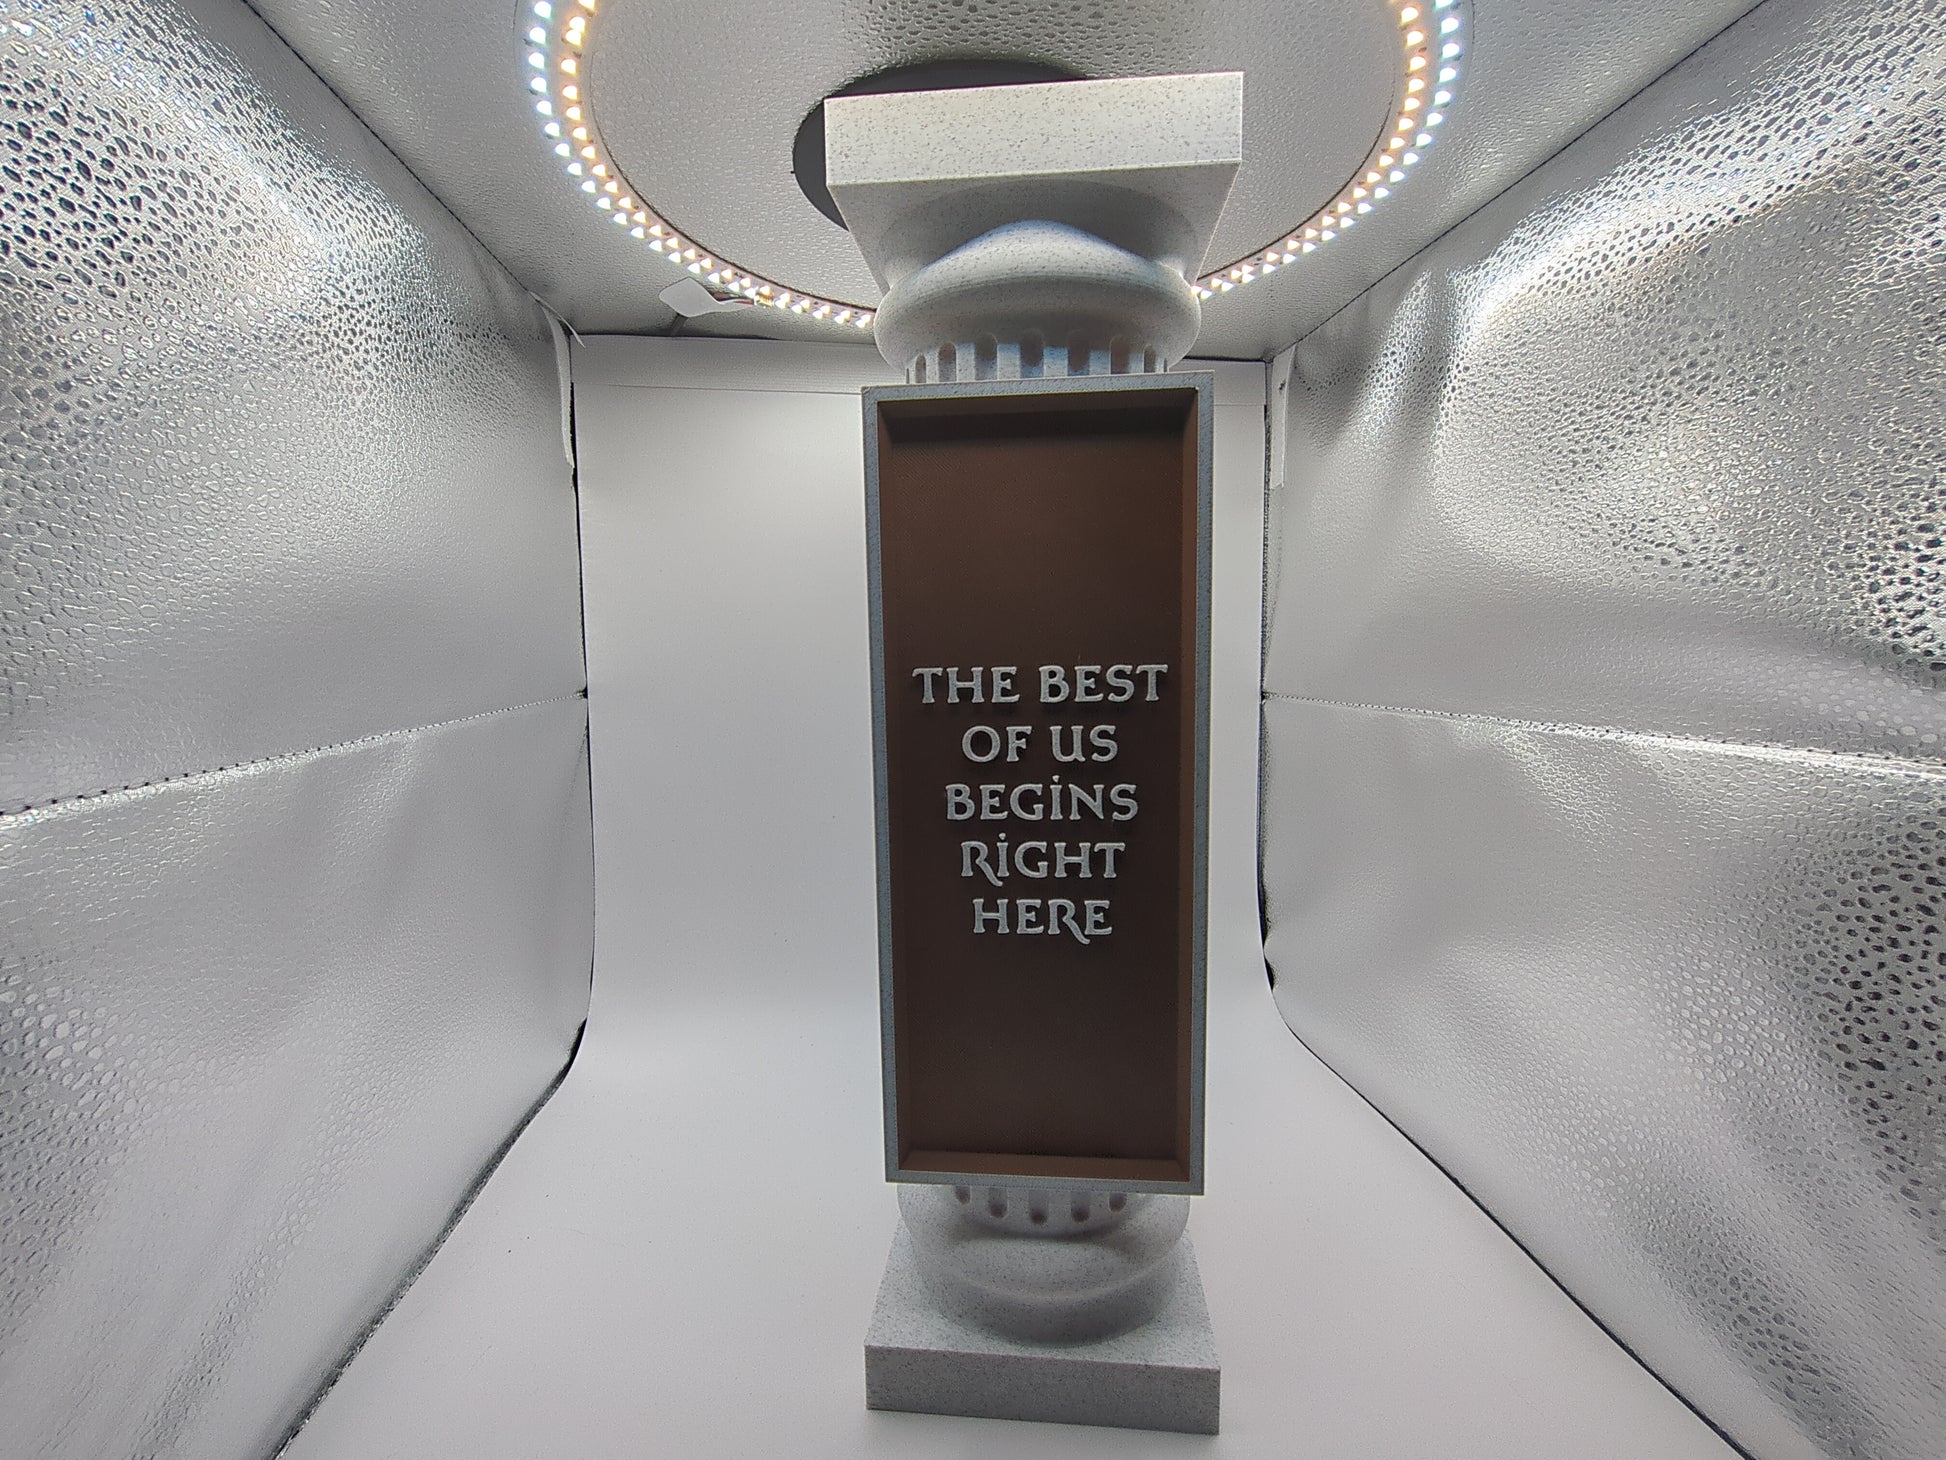 THE BEST
OF US
BEGINS
RIGHT
HERE